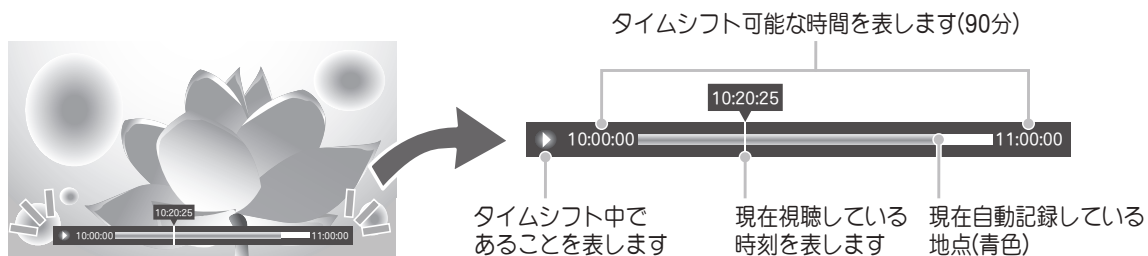 タイムシフト可能な時間を表します(90分)
10:20:25
10:00:00
11:00:00
タイムシフト中で
あることを表します
現在視聴している
時刻を表します
現在自動記録している
地点(青色)
10:20:25
10:00:00
11:00:00